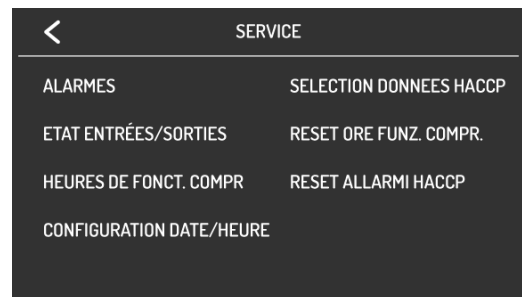 SERVICE
ALARMES
SELECTION DONNEES HACCP
ETAT ENTRÉES/SORTIES
RESET ORE FUNZ. COMPR.
HEURES DE FONCT. COMPR
RESET ALLARMI HACCP
CONFIGURATION DATE/HEURE